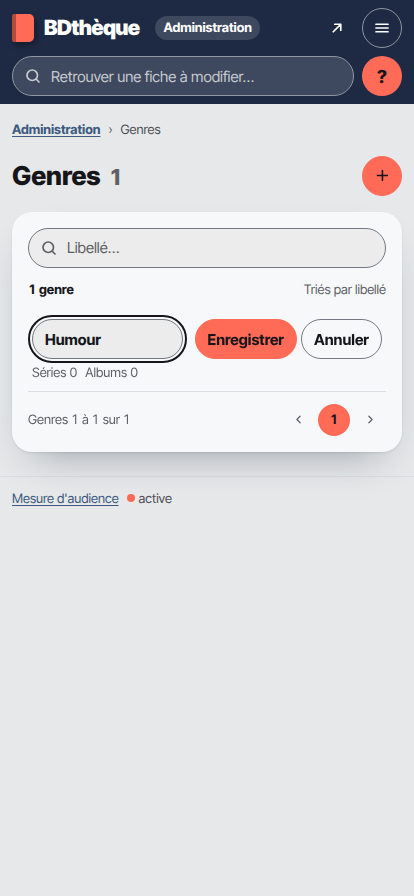 BDthèque Administration
Retrouver une fiche à modifier... ?
Administration › Genres
Genres 1
+
Libellé...
1 genre Triés par libellé
Humour Enregistrer Annuler
Séries 0 Albums 0
Genres 1 à 1 sur 1 ‹ 1 ›
Mesure d'audience active